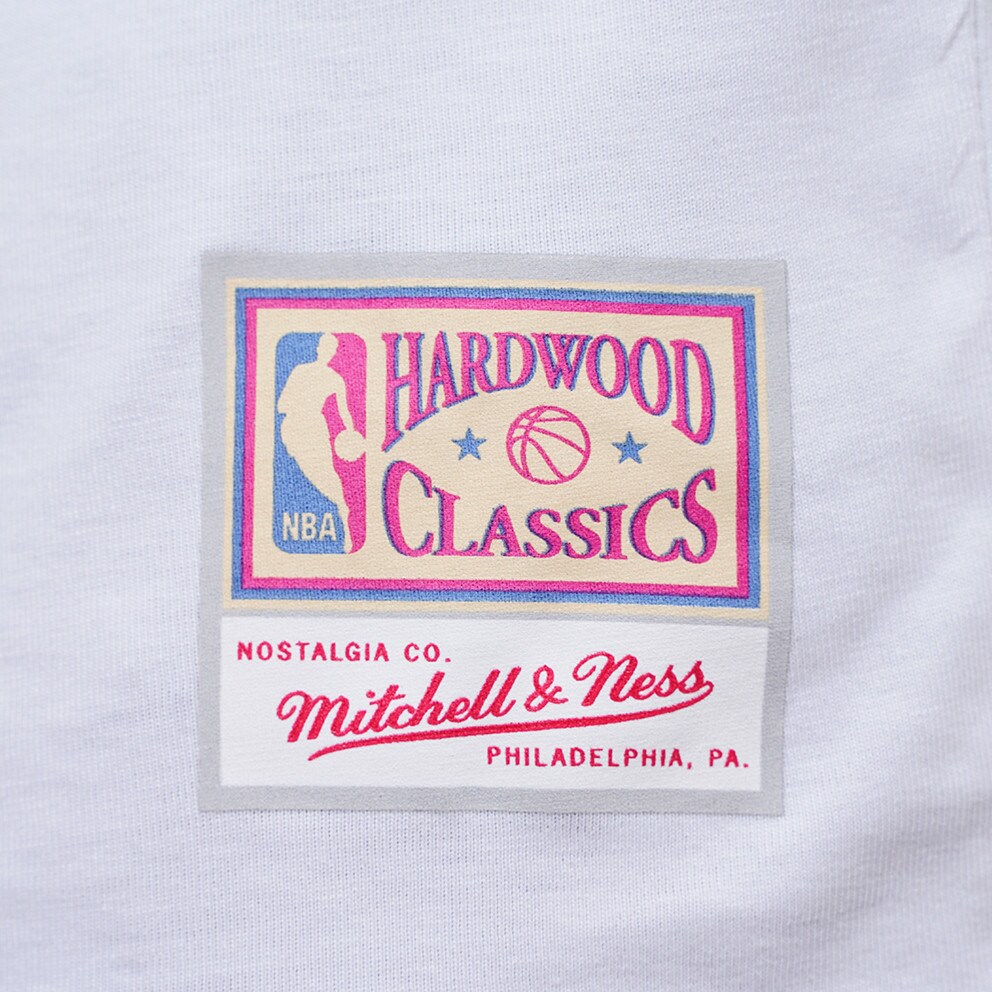 HARDWOOD
CLASSICS
NBA
NOSTALGIA CO.
Mitchell & Ness
PHILADELPHIA, PA.